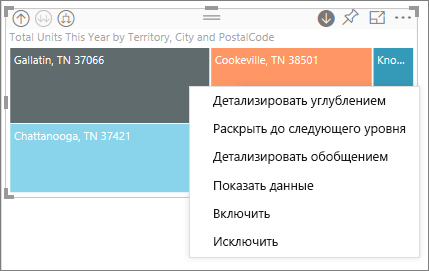 Total Units This Year by Territory, City and PostalCode
Gallatin, TN 37066
Cookeville, TN 38501
Kno...
Chattanooga, TN 37421
Детализировать углублением
Раскрыть до следующего уровня
Детализировать обобщением
Показать данные
Включить
Исключить